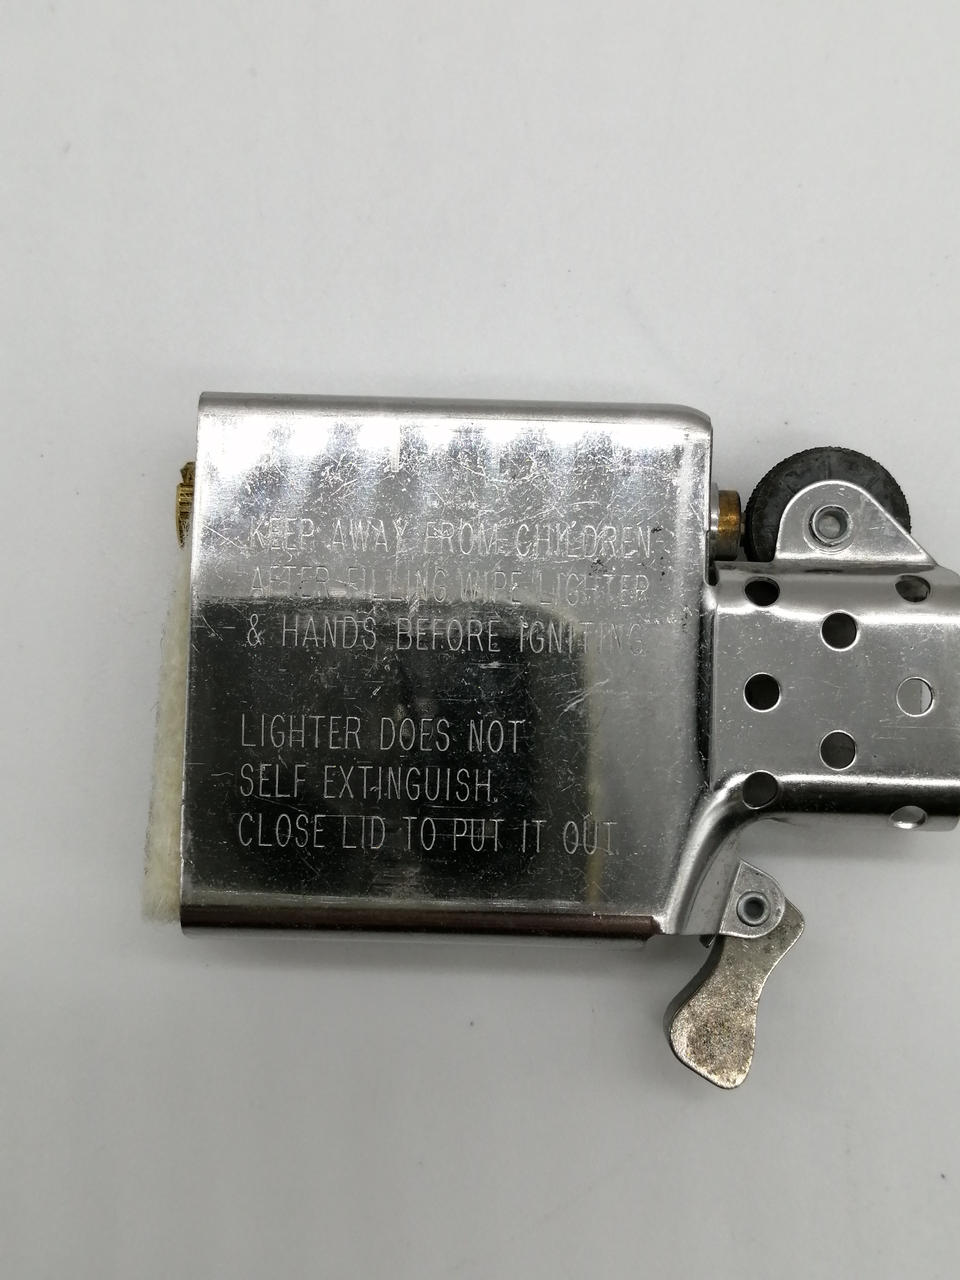 KEEP AWAY FROM CHILDREN.
AFTER FILLING WIPE LIGHTER
& HANDS BEFORE IGNITING.
LIGHTER DOES NOT
SELF EXTINGUISH.
CLOSE LID TO PUT IT OUT.